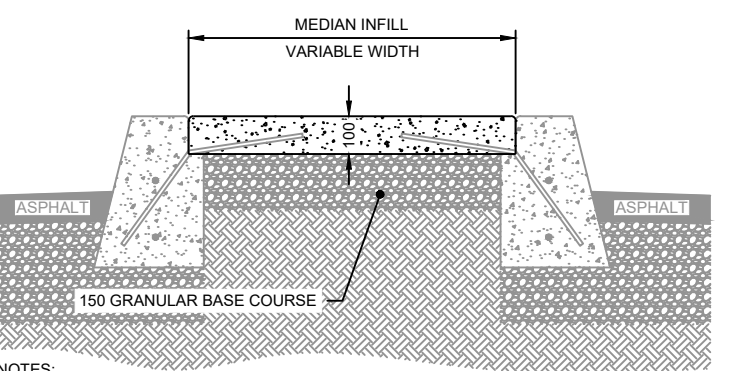 MEDIAN INFILL
VARIABLE WIDTH
100
ASPHALT
ASPHALT
150 GRANULAR BASE COURSE
NOTES: